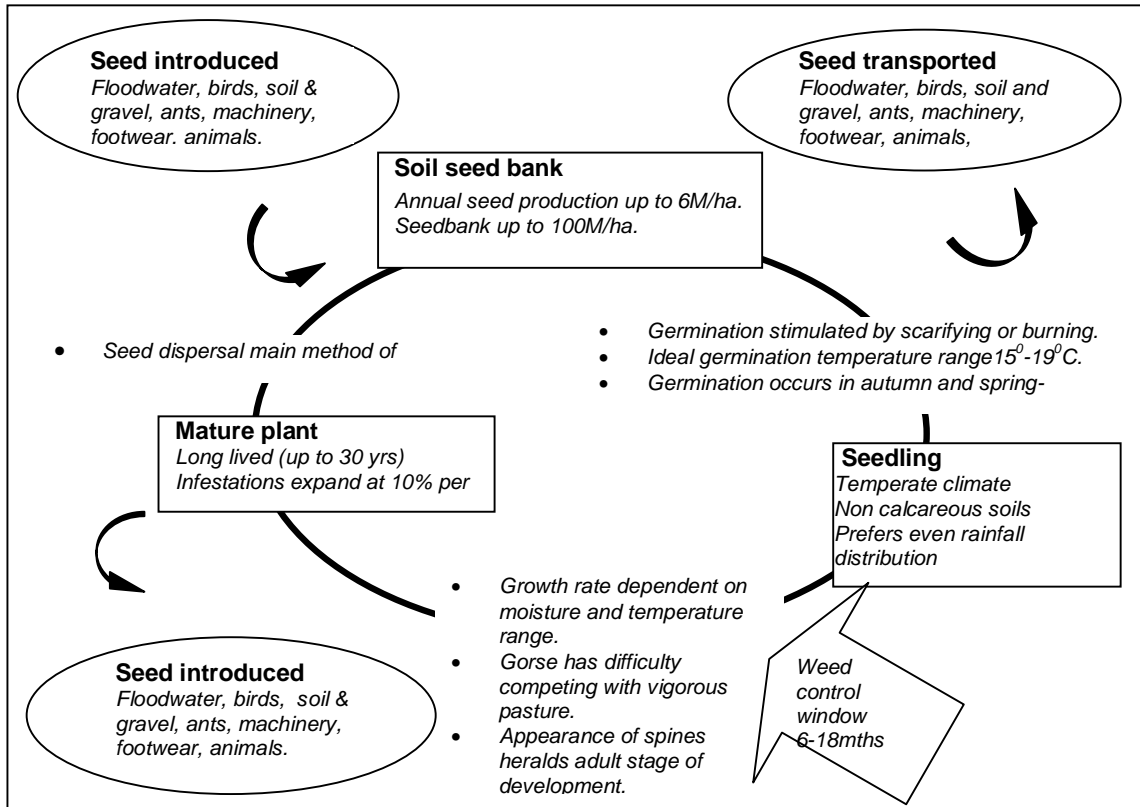 Seed introduced
Floodwater, birds, soil &
gravel, ants, machinery,
footwear. animals.
Seed transported
Floodwater, birds, soil and
gravel, ants, machinery,
footwear, animals,
Soil seed bank
Annual seed production up to 6M/ha.
Seedbank up to 100M/ha.
• Seed dispersal main method of
• Germination stimulated by scarifying or burning.
• Ideal germination temperature range15⁰-19⁰C.
• Germination occurs in autumn and spring-
Mature plant
Long lived (up to 30 yrs)
Infestations expand at 10% per
Seedling
Temperate climate
Non calcareous soils
Prefers even rainfall
distribution
• Growth rate dependent on
moisture and temperature
range.
• Gorse has difficulty
competing with vigorous
pasture.
• Appearance of spines
heralds adult stage of
development.
Weed
control
window
6-18mths
Seed introduced
Floodwater, birds, soil &
gravel, ants, machinery,
footwear, animals.